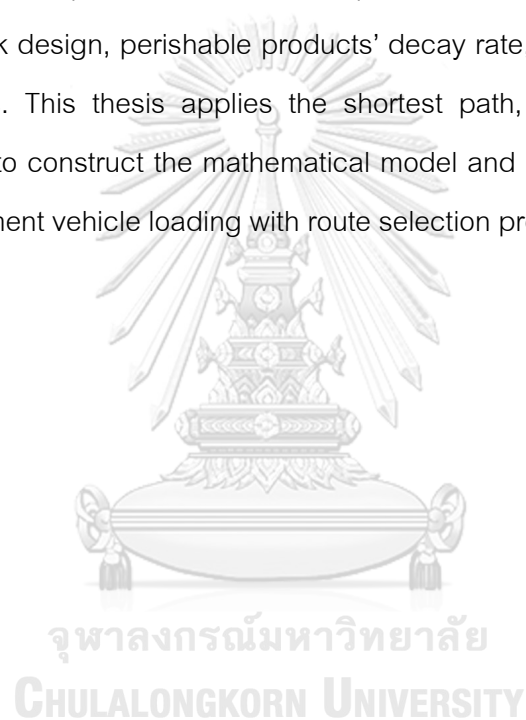 k design, perishable products’ decay rate
. This thesis applies the shortest path,
to construct the mathematical model and
nent vehicle loading with route selection pr
จุฬาลงกรณ์มหาวิทยาลัย
CHULALONGKORN UNIVERSITY